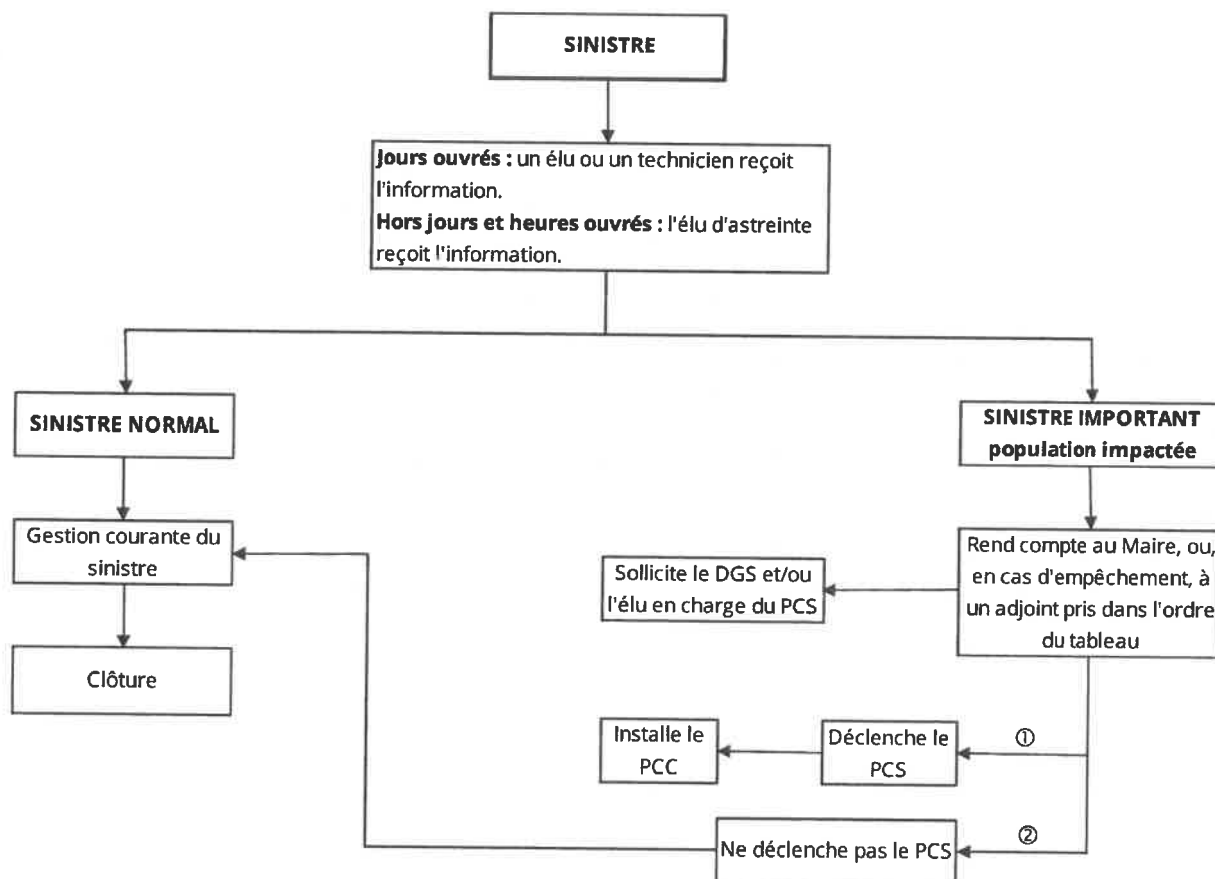 SINISTRE
Jours ouvrés : un élu ou un technicien reçoit
l'information.
Hors jours et heures ouvrés : l'élu d'astreinte
reçoit l'information.
SINISTRE NORMAL
SINISTRE IMPORTANT
population impactée
Gestion courante du
sinistre
Rend compte au Maire, ou,
en cas d'empêchement, à
un adjoint pris dans l'ordre
du tableau
Sollicite le DGS et/ou
l'élu en charge du PCS
Clôture
①
Déclenche le
PCS
Installe le
PCC
②
Ne déclenche pas le PCS